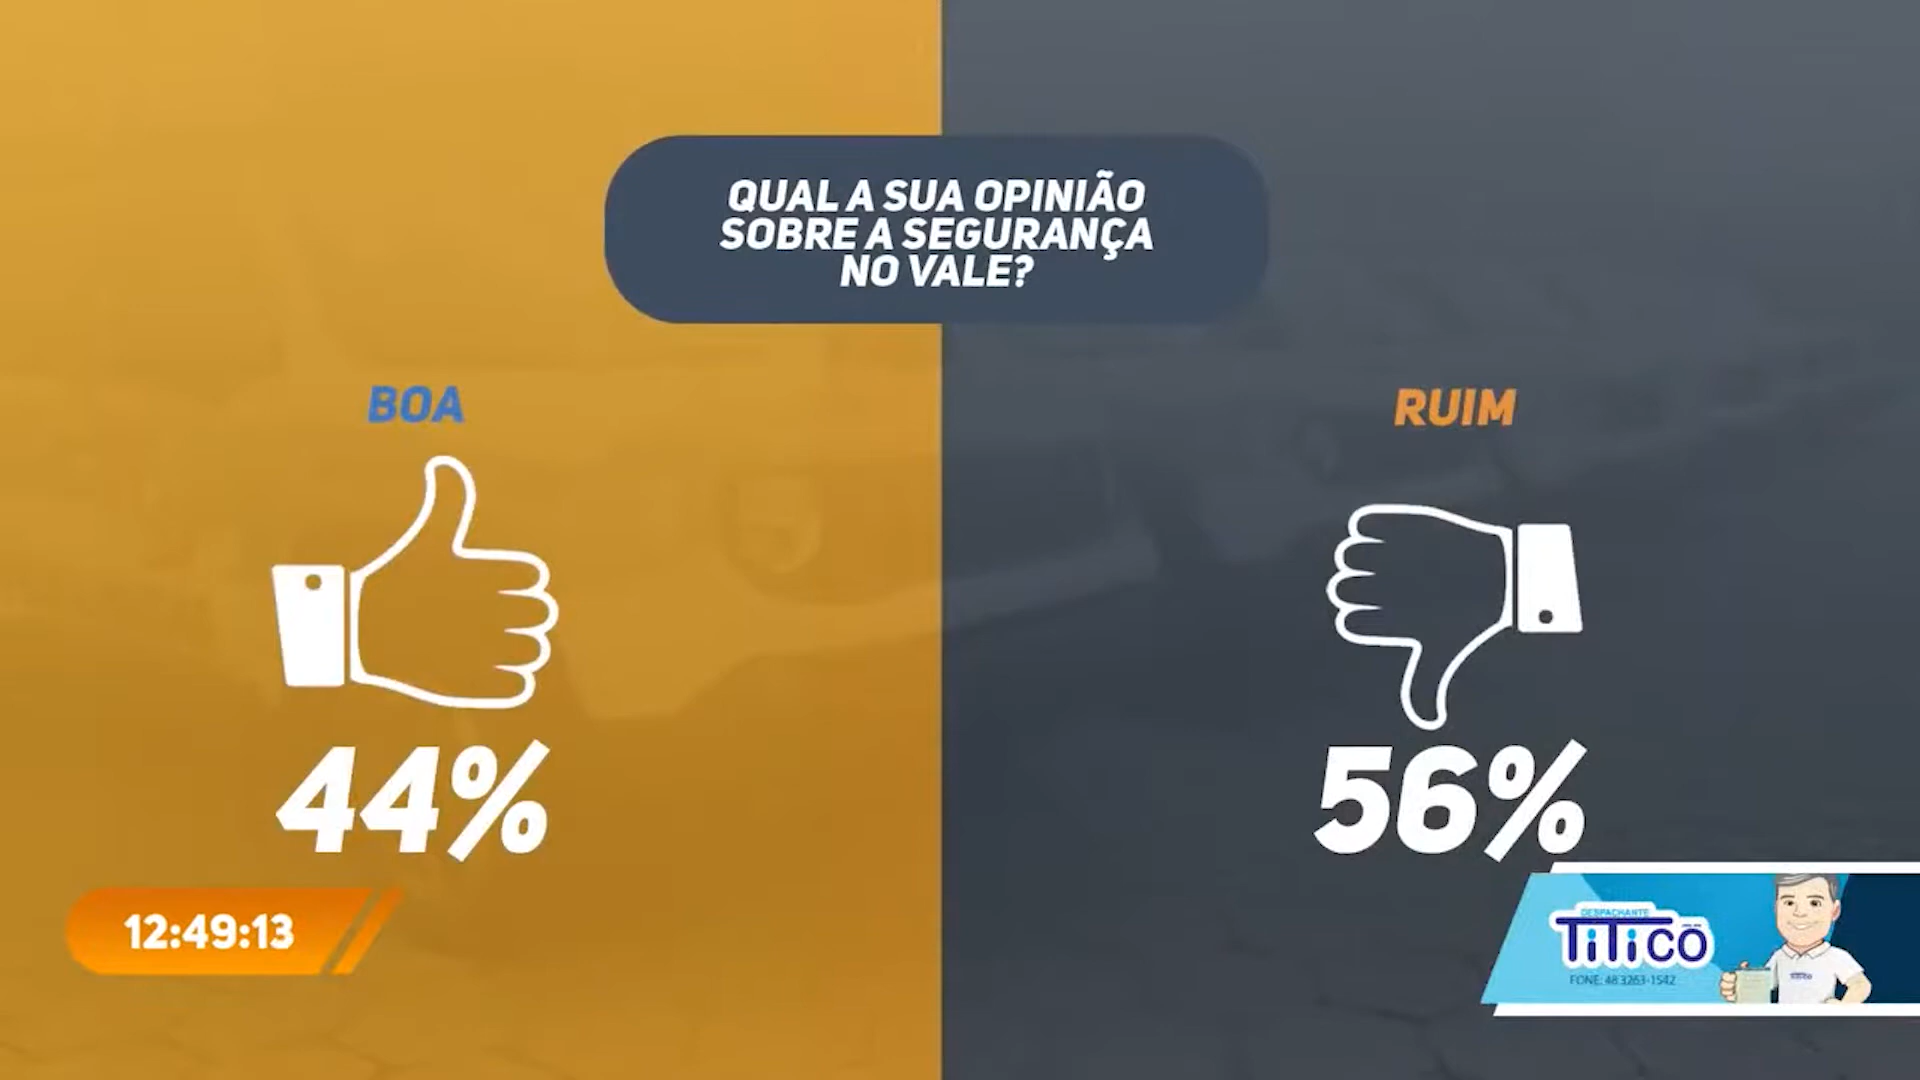 QUAL A SUA OPINIÃO
SOBRE A SEGURANÇA
NO VALE?
BOA
RUIM
44%
56%
12:49:13
DESPACHANTE
TiTiCO
FONE: 48 3263-1542
TiTiCO